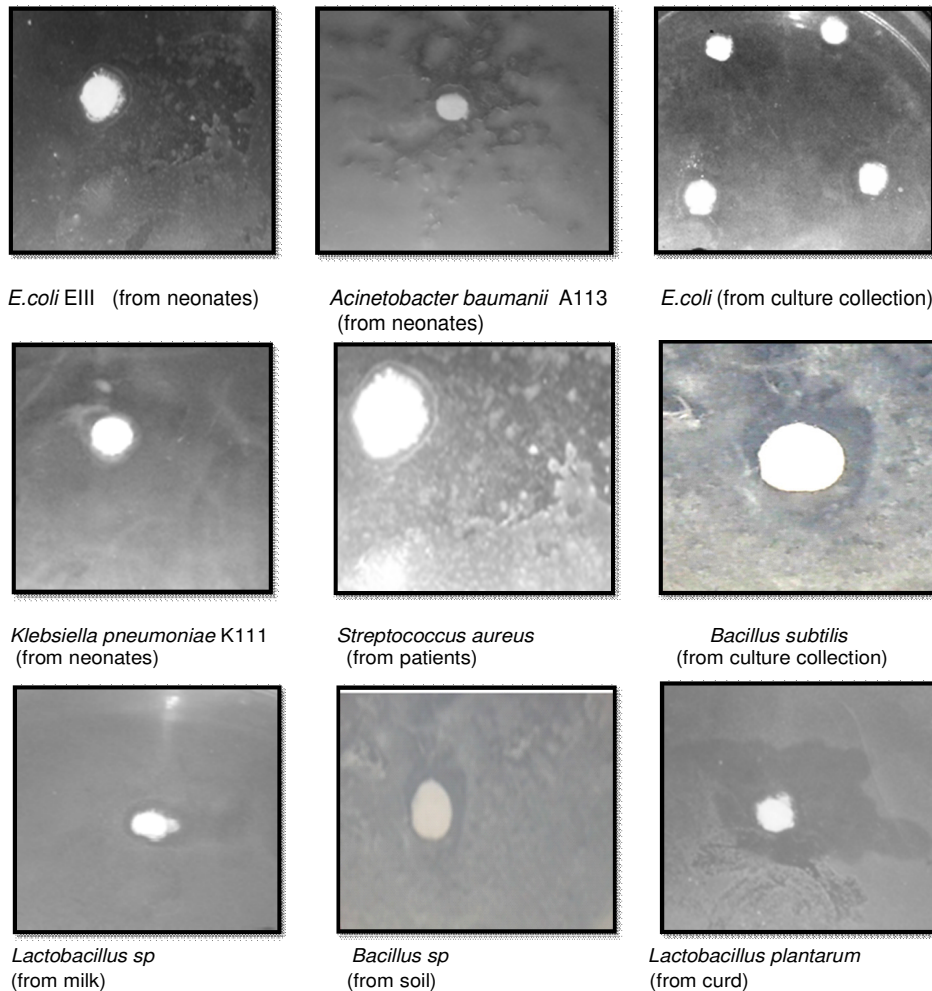 E.coli EIII (from neonates)
Acinetobacter baumanii A113
(from neonates)
E.coli (from culture collection)
Klebsiella pneumoniae K111
(from neonates)
Streptococcus aureus
(from patients)
Bacillus subtilis
(from culture collection)
Lactobacillus sp
(from milk)
Bacillus sp
(from soil)
Lactobacillus plantarum
(from curd)